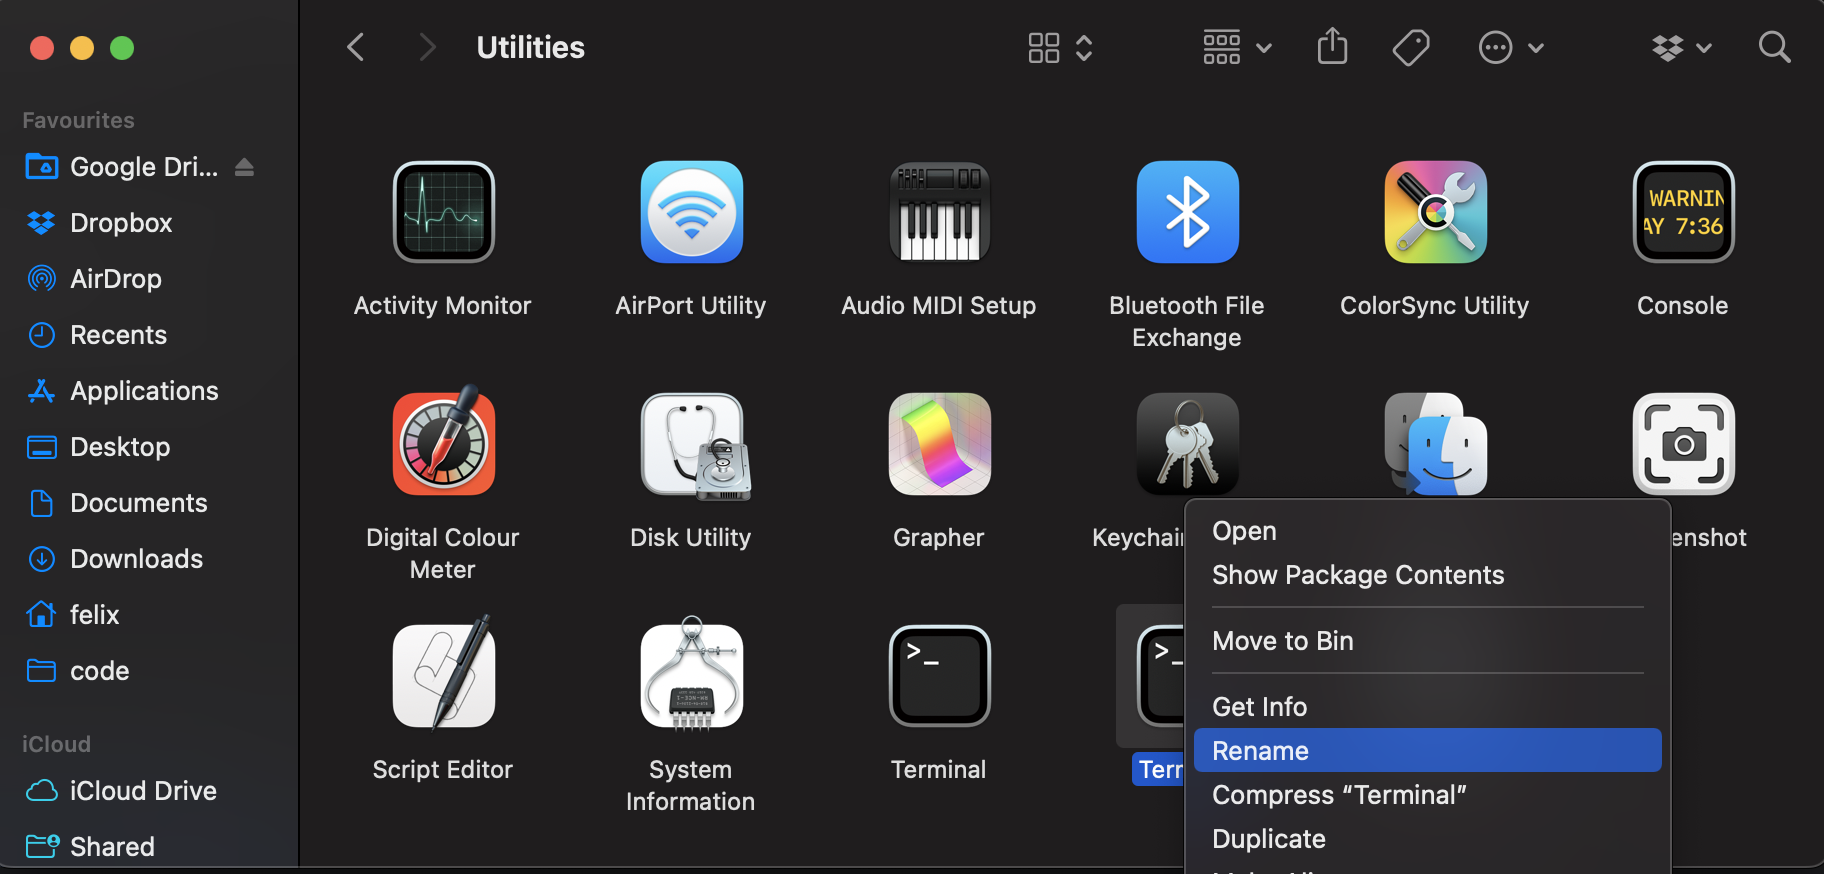 Utilities
Favourites
Google Dri...
Dropbox
AirDrop
Recents
Applications
Desktop
Documents
Downloads
felix
code
iCloud
iCloud Drive
Shared
WARNIN
AY 7:36
Activity Monitor
AirPort Utility
Audio MIDI Setup
Bluetooth File
Exchange
ColorSync Utility
Console
Digital Colour
Meter
Disk Utility
Grapher
Keychai
enshot
Script Editor
System
Information
>_
Terminal
>_
Terr
Open
Show Package Contents
Move to Bin
Get Info
Rename
Compress “Terminal”
Duplicate